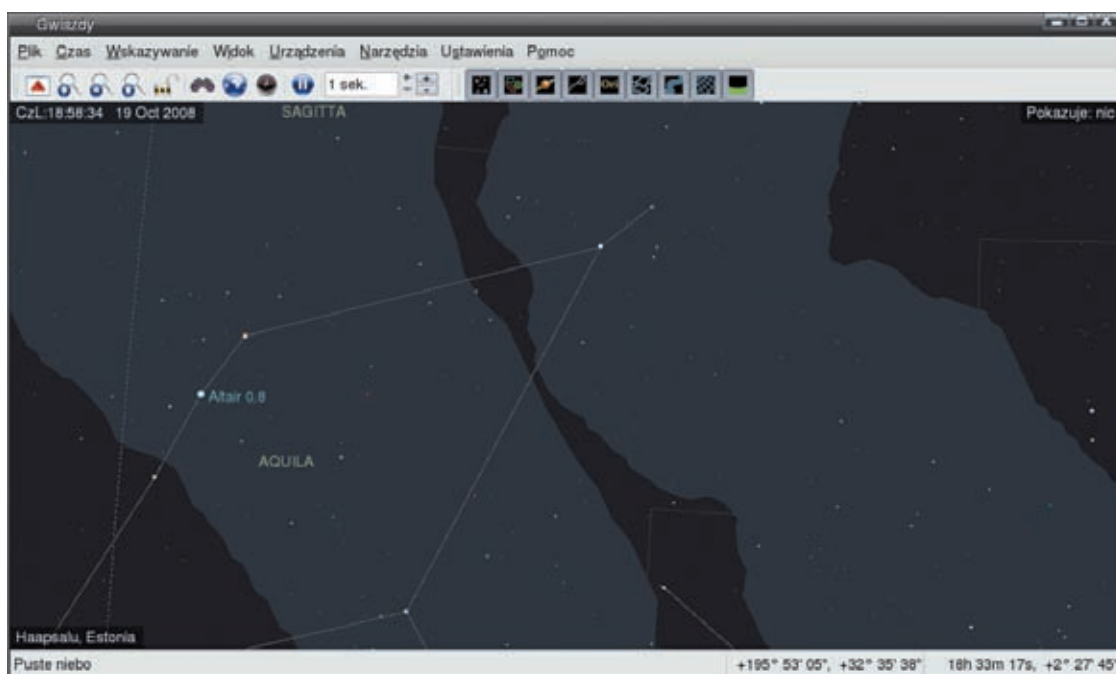 Gwiazdy
Plik Czas Wskazywanie Widok Urządzenia Narzędzia Ustawienia Pomoc
1 sek.
CzL:18:58:34 19 Oct 2008
SAGITTA
Pokazuje: nic
Altair 0,8
AQUILA
Haapsalu, Estonia
Puste niebo
+195° 53' 05", +32° 35' 38"
18h 33m 17s, +2° 27' 45"